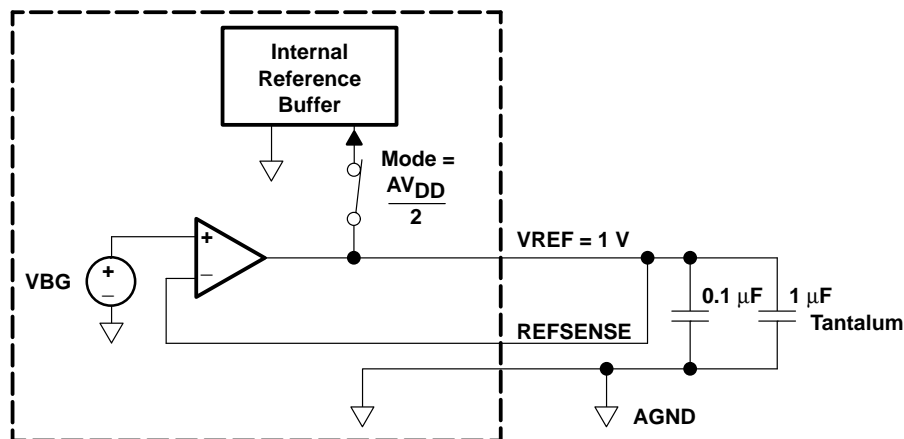 Internal
Reference
Buffer
Mode =
AVDD
2
+
−
VBG
+
−
VREF = 1 V
REFSENSE
0.1 μF
1 μF
Tantalum
AGND